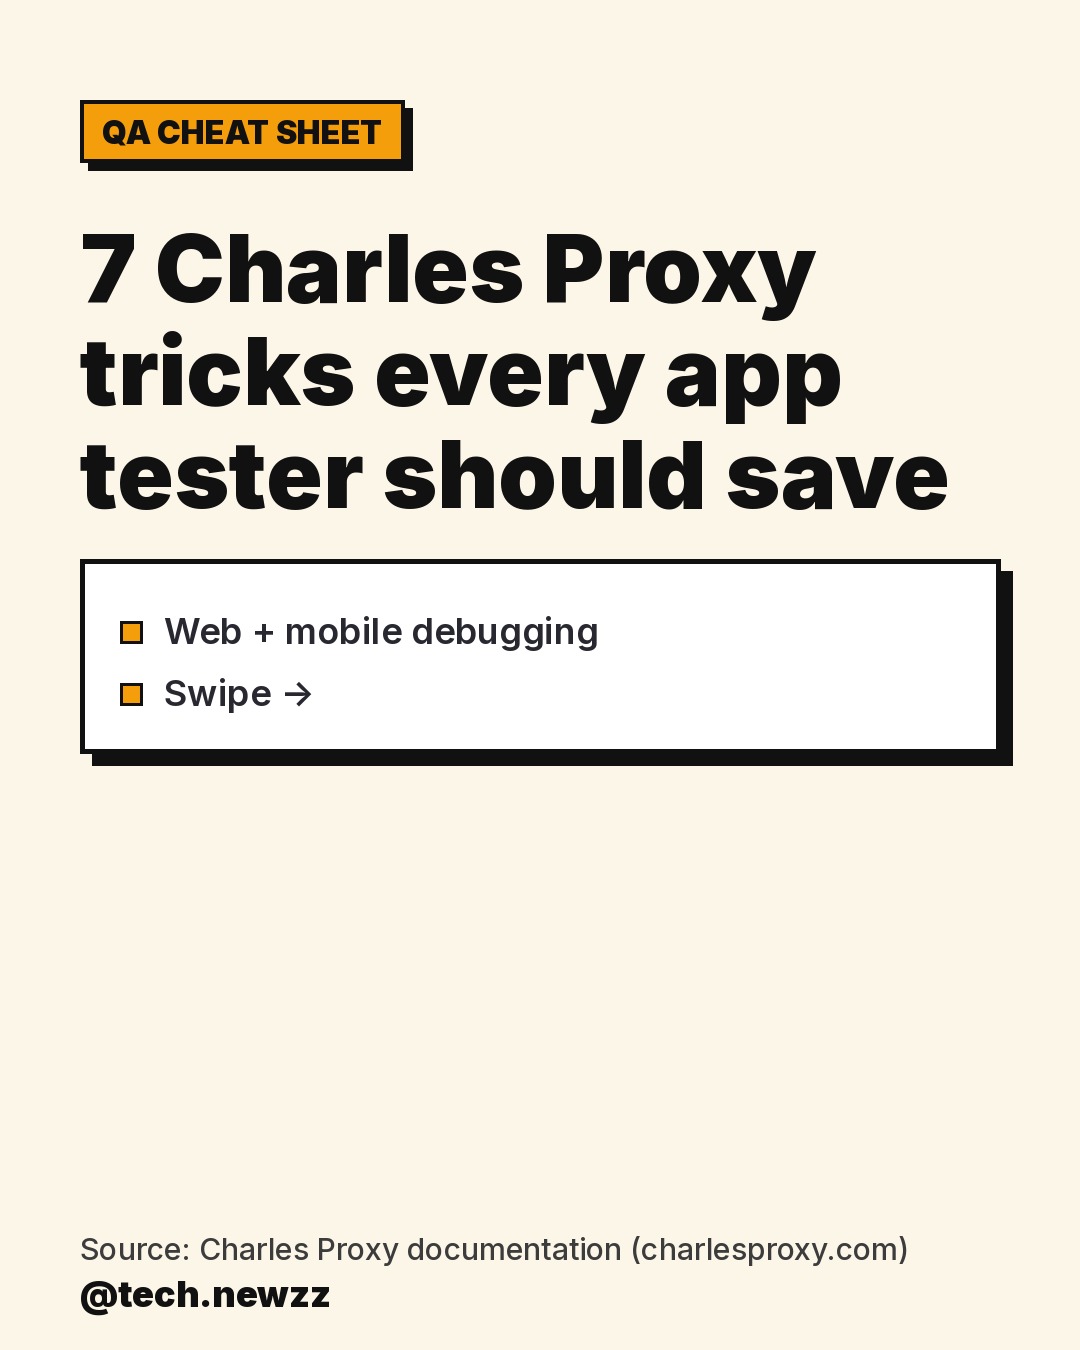 QA CHEAT SHEET
7 Charles Proxy
tricks every app
tester should save
Web + mobile debugging
Swipe →
Source: Charles Proxy documentation (charlesproxy.com)
@tech.newzz